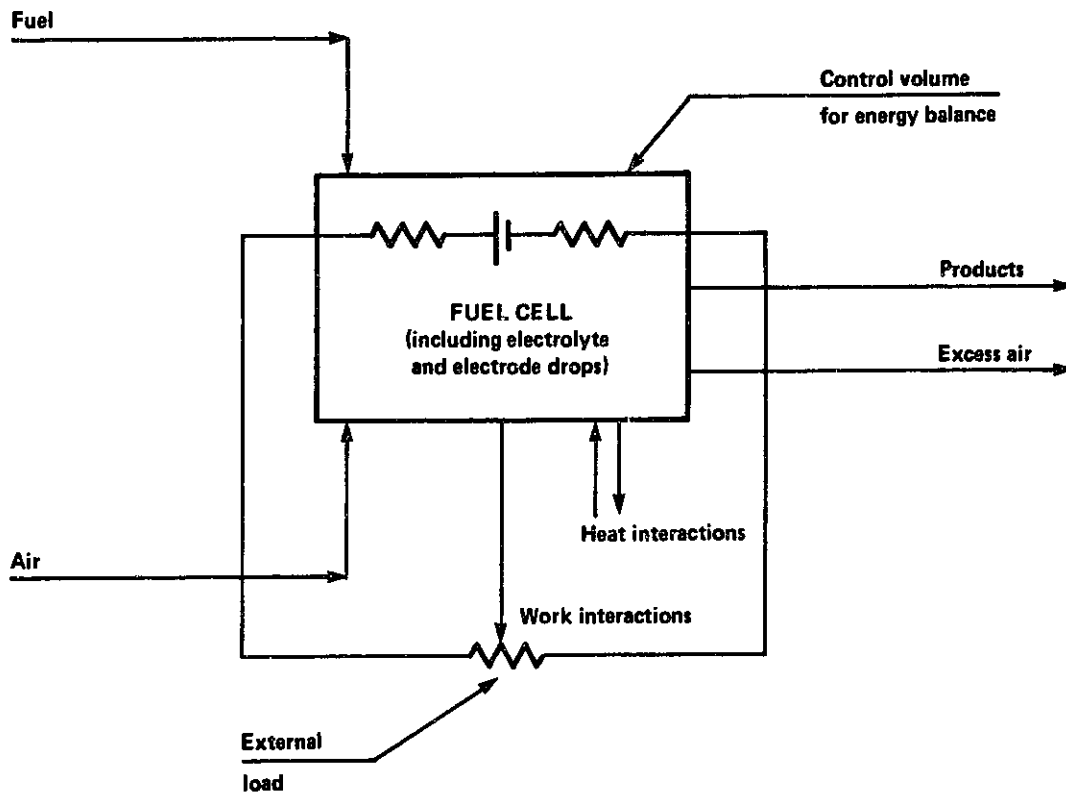 Fuel
Control volume
for energy balance
Products
FUEL CELL
(including electrolyte
and electrode drops)
Excess air
Heat interactions
Air
Work interactions
External
load